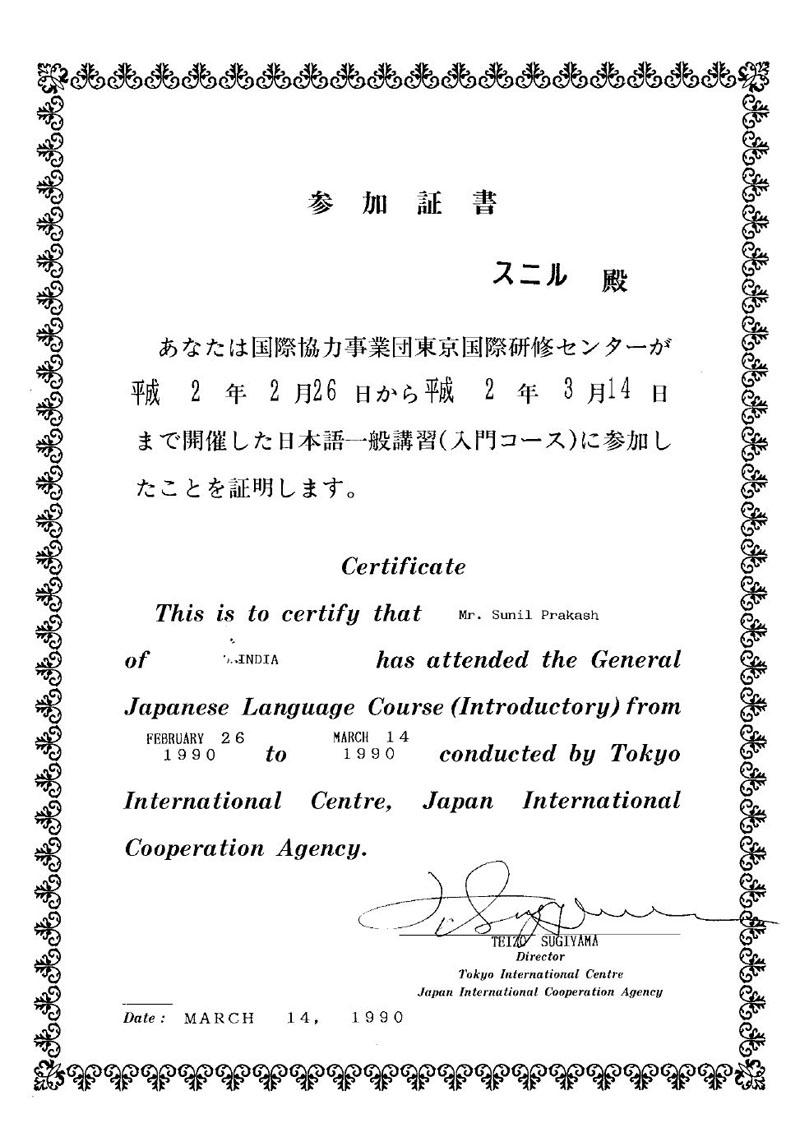 参加証書
スニル 殿
あなたは国際協力事業団東京国際研修センターが
平成 2 年 2 月26 日から平成 2 年 3 月14 日
まで開催した日本語一般講習(入門コース)に参加し
たことを証明します。
Certificate
This is to certify that Mr. Sunil Prakash
of INDIA has attended the General
Japanese Language Course (Introductory) from
FEBRUARY 26 1990 to MARCH 14 1990 conducted by Tokyo
International Centre, Japan International
Cooperation Agency.
TEIZO SUGIYAMA
Director
Tokyo International Centre
Japan International Cooperation Agency
Date : MARCH 14, 1990